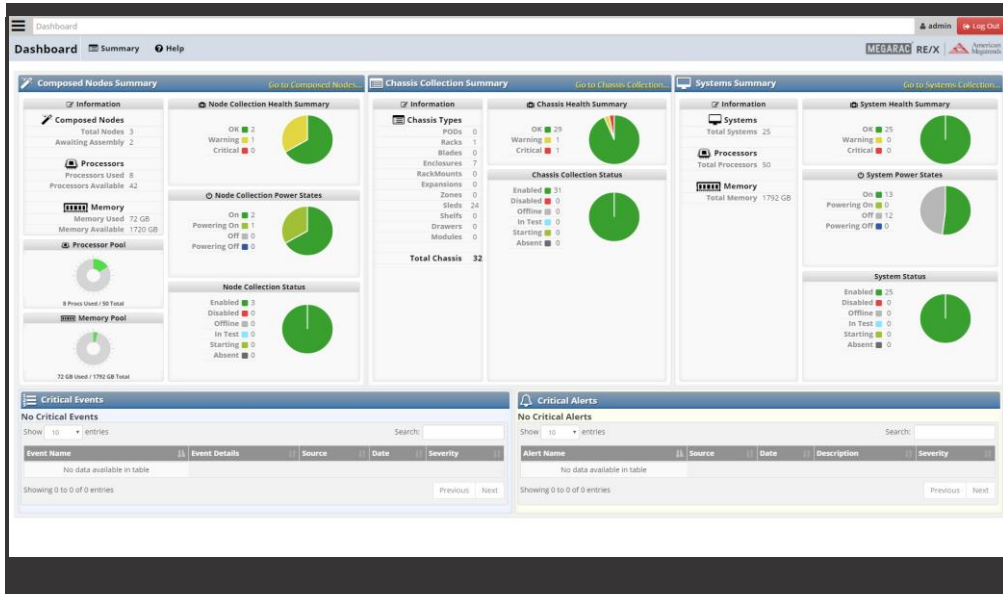 Dashboard
admin
Log Out
Dashboard Summary Help
MEGARAC RE/X American Megatrends
Composed Nodes Summary Go to Composed Nodes...
Information
Composed Nodes
Total Nodes 3
Awaiting Assembly 2
Processors
Processors Used 8
Processors Available 42
Memory
Memory Used 72 GB
Memory Available 1720 GB
Processor Pool
8 Procs Used / 50 Total
Memory Pool
72 GB Used / 1792 GB Total
Node Collection Health Summary
OK 2
Warning 1
Critical 0
Node Collection Power States
On 2
Powering On 1
Off 0
Powering Off 0
Node Collection Status
Enabled 3
Disabled 0
Offline 0
In Test 0
Starting 0
Absent 0
Chassis Collection Summary Go to Chassis Collection...
Information
Chassis Types
PODs 0
Racks 1
Blades 0
Enclosures 7
RackMounts 0
Expansions 0
Zones 0
Sleds 24
Shelfs 0
Drawers 0
Modules 0
Total Chassis 32
Chassis Health Summary
OK 29
Warning 1
Critical 1
Chassis Collection Status
Enabled 31
Disabled 0
Offline 0
In Test 0
Starting 0
Absent 0
Systems Summary Go to Systems Collection...
Information
Systems
Total Systems 25
Processors
Total Processors 50
Memory
Total Memory 1792 GB
System Health Summary
OK 25
Warning 0
Critical 0
System Power States
On 13
Powering On 0
Off 12
Powering Off 0
System Status
Enabled 25
Disabled 0
Offline 0
In Test 0
Starting 0
Absent 0
Critical Events
No Critical Events
Show 10 entries Search:
Event Name Event Details Source Date Severity
No data available in table
Showing 0 to 0 of 0 entries Previous Next
Critical Alerts
No Critical Alerts
Show 10 entries Search:
Alert Name Source Date Description Severity
No data available in table
Showing 0 to 0 of 0 entries Previous Next